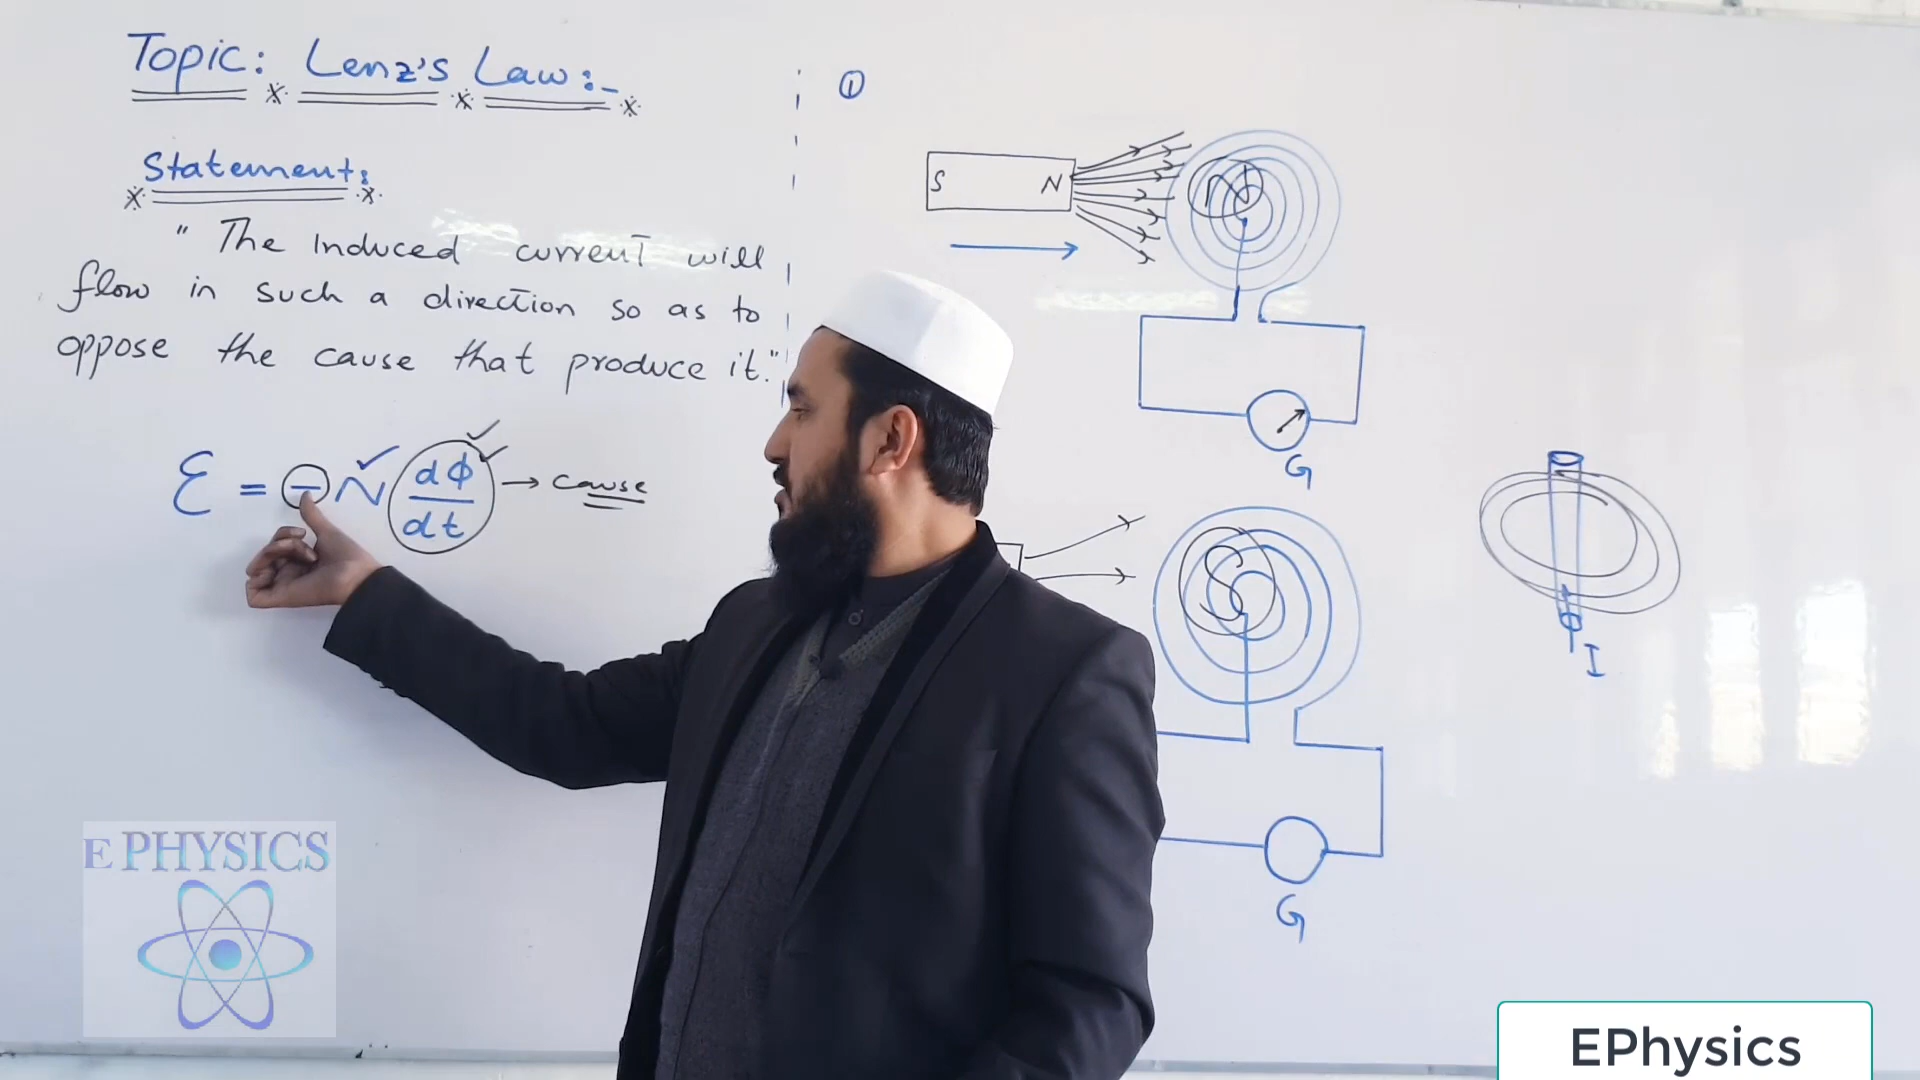 Topic: Lenz's Law:-
Statement:
" The Induced current will
flow in such a direction so as to
oppose the cause that produce it."
Ɛ = - N dΦ/dt → cause
①
S N
N
G
S
G
I
E PHYSICS
EPhysics